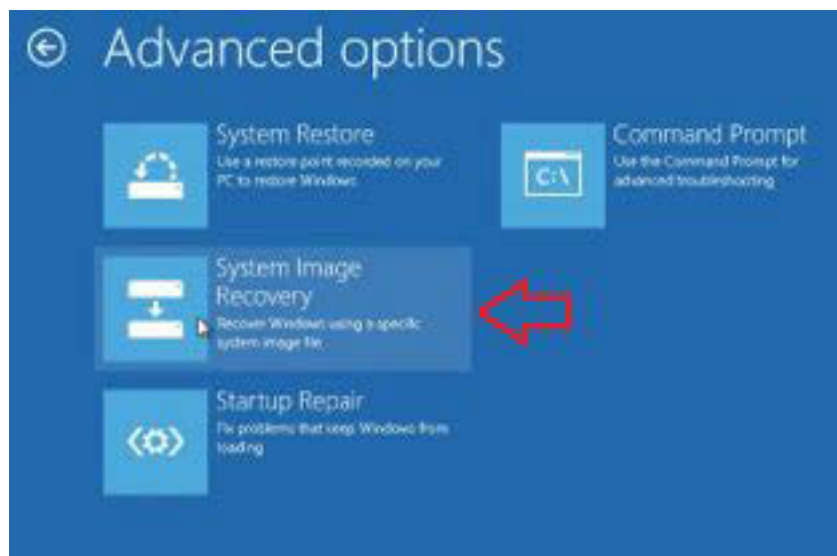 Advanced options
System Restore
Use a restore point recorded on your
PC to restore Windows
Command Prompt
Use the Command Prompt for
advanced troubleshooting
C:\
System Image
Recovery
Recover Windows using a specific
system image file
Startup Repair
Fix problems that keep Windows from
loading